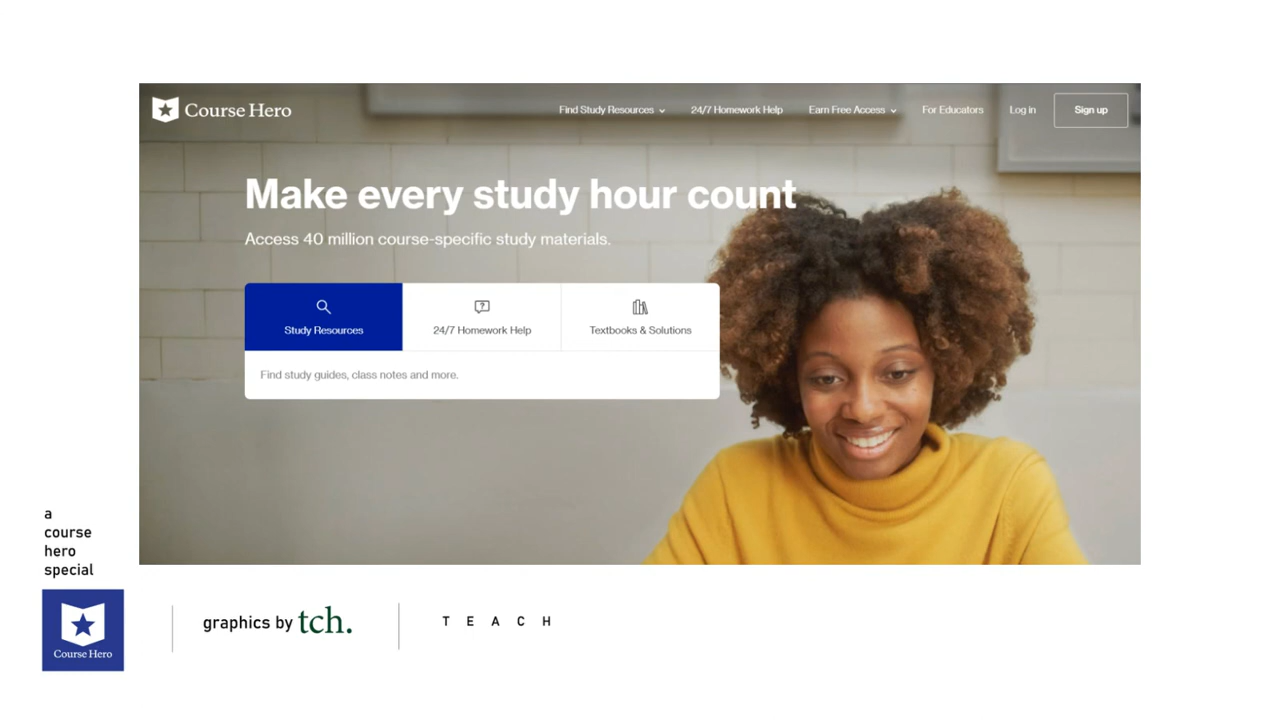 Course Hero
Find Study Resources
24/7 Homework Help
Earn Free Access
For Educators
Log in
Sign up
Make every study hour count
Access 40 million course-specific study materials.
Study Resources
24/7 Homework Help
Textbooks & Solutions
Find study guides, class notes and more.
a
course
hero
special
Course Hero
graphics by tch.
T E A C H